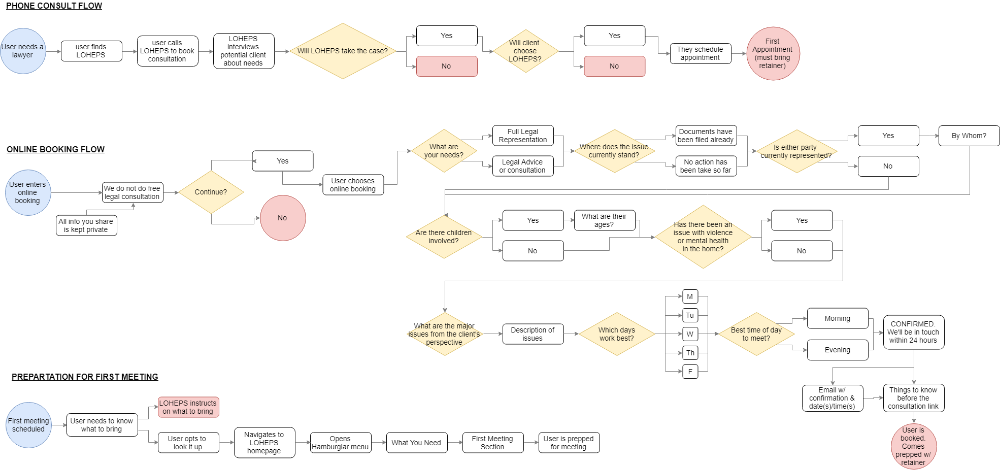 PHONE CONSULT FLOW
User needs a
lawyer
user finds
LOHEPS
user calls
LOHEPS to book
consultation
LOHEPS
interviews
potential client
about needs
Will LOHEPS take the case?
Yes
No
Will client
choose
LOHEPS?
Yes
No
They schedule
appointment
First
Appointment
(must bring
retainer)
ONLINE BOOKING FLOW
User enters
online
booking
We do not do free
legal consultation
All info you share
is kept private
Continue?
Yes
No
User chooses
online booking
What are
your needs?
Full Legal
Representation
Legal Advice
or consultation
Where does the issue
currently stand?
Documents have
been filed already
No action has
been take so far
Is either party
currently represented?
Yes
No
By Whom?
Are there children
involved?
Yes
No
What are their
ages?
Has there been an
issue with violence
or mental health
in the home?
Yes
No
What are the major
issues from the client's
perspective
Description of
issues
Which days
work best?
M
Tu
W
Th
F
Best time of day
to meet?
Morning
Evening
CONFIRMED.
We'll be in touch
within 24 hours
Email w/
confirmation &
date(s)/timers)
Things to know
before the
consultation link
User is
booked.
Comes
prepped w/
retainer
PREPARTATION FOR FIRST MEETING
First meeting
scheduled
User needs to know
what to bring
LOHEPS instructs
on what to bring
User opts to
look it up
Navigates to
LOHEPS
homepage
Opens
Hamburglar menu
What You Need
First Meeting
Section
User is prepped
for meeting